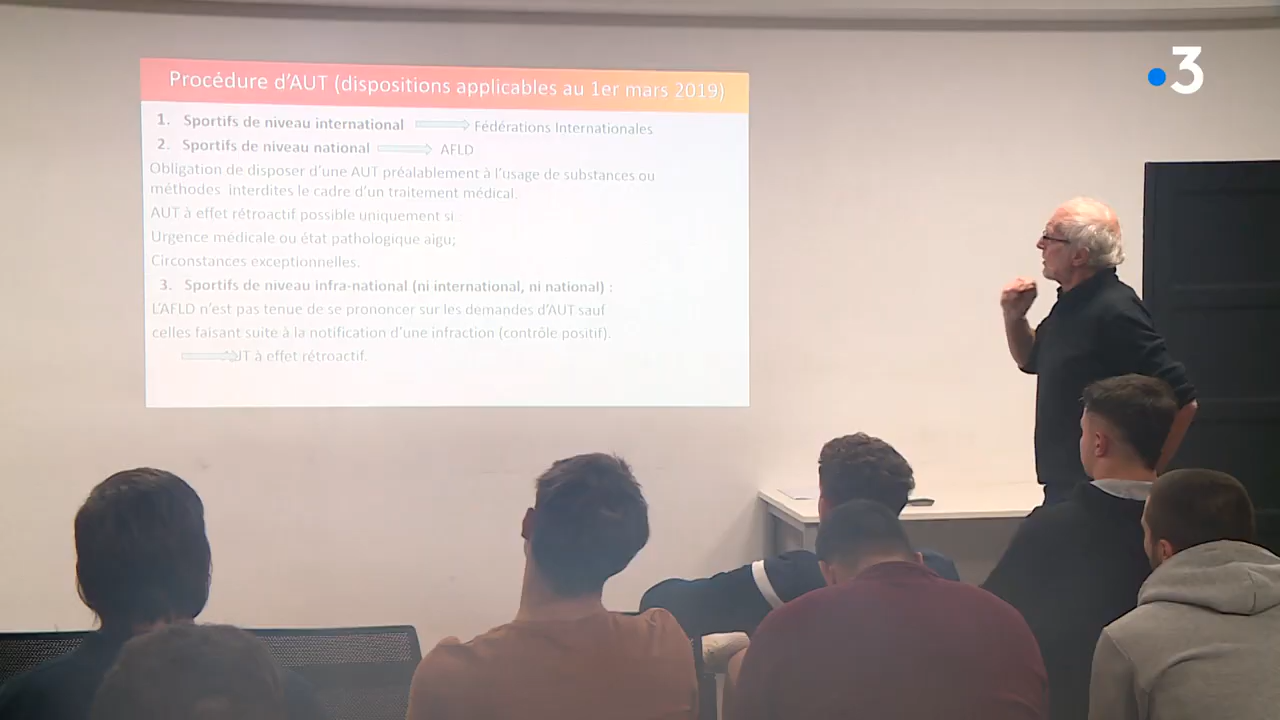 Procédure d'AUT (dispositions applicables au 1er mars 2019)
1. Sportifs de niveau international Fédérations Internationales
2. Sportifs de niveau national AFLD
Obligation de disposer d'une AUT préalablement à l'usage de substances ou
méthodes interdites le cadre d'un traitement médical.
AUT à effet rétroactif possible uniquement si :
Urgence médicale ou état pathologique aigu;
Circonstances exceptionnelles.
3. Sportifs de niveau infra-national (ni international, ni national) :
L'AFLD n'est pas tenue de se prononcer sur les demandes d'AUT sauf
celles faisant suite à la notification d'une infraction (contrôle positif).
AUT à effet rétroactif.
3